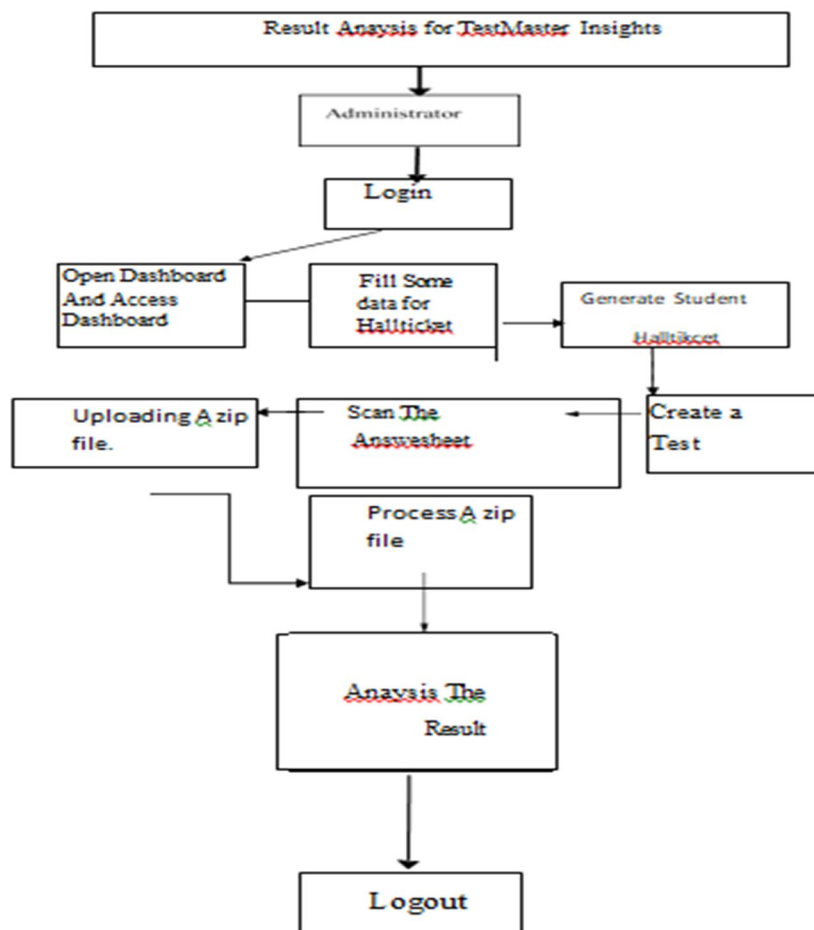 Result Anaysis for TestMaster Insights
Administrator
Login
Open Dashboard
And Access
Dashboard
Fill Some
data for
Hallticket
Generate Student
Halltikcet
Uploading A zip
file.
Scan The
Answesheet
Create a
Test
Process A zip
file
Anaysis The
Result
Logout